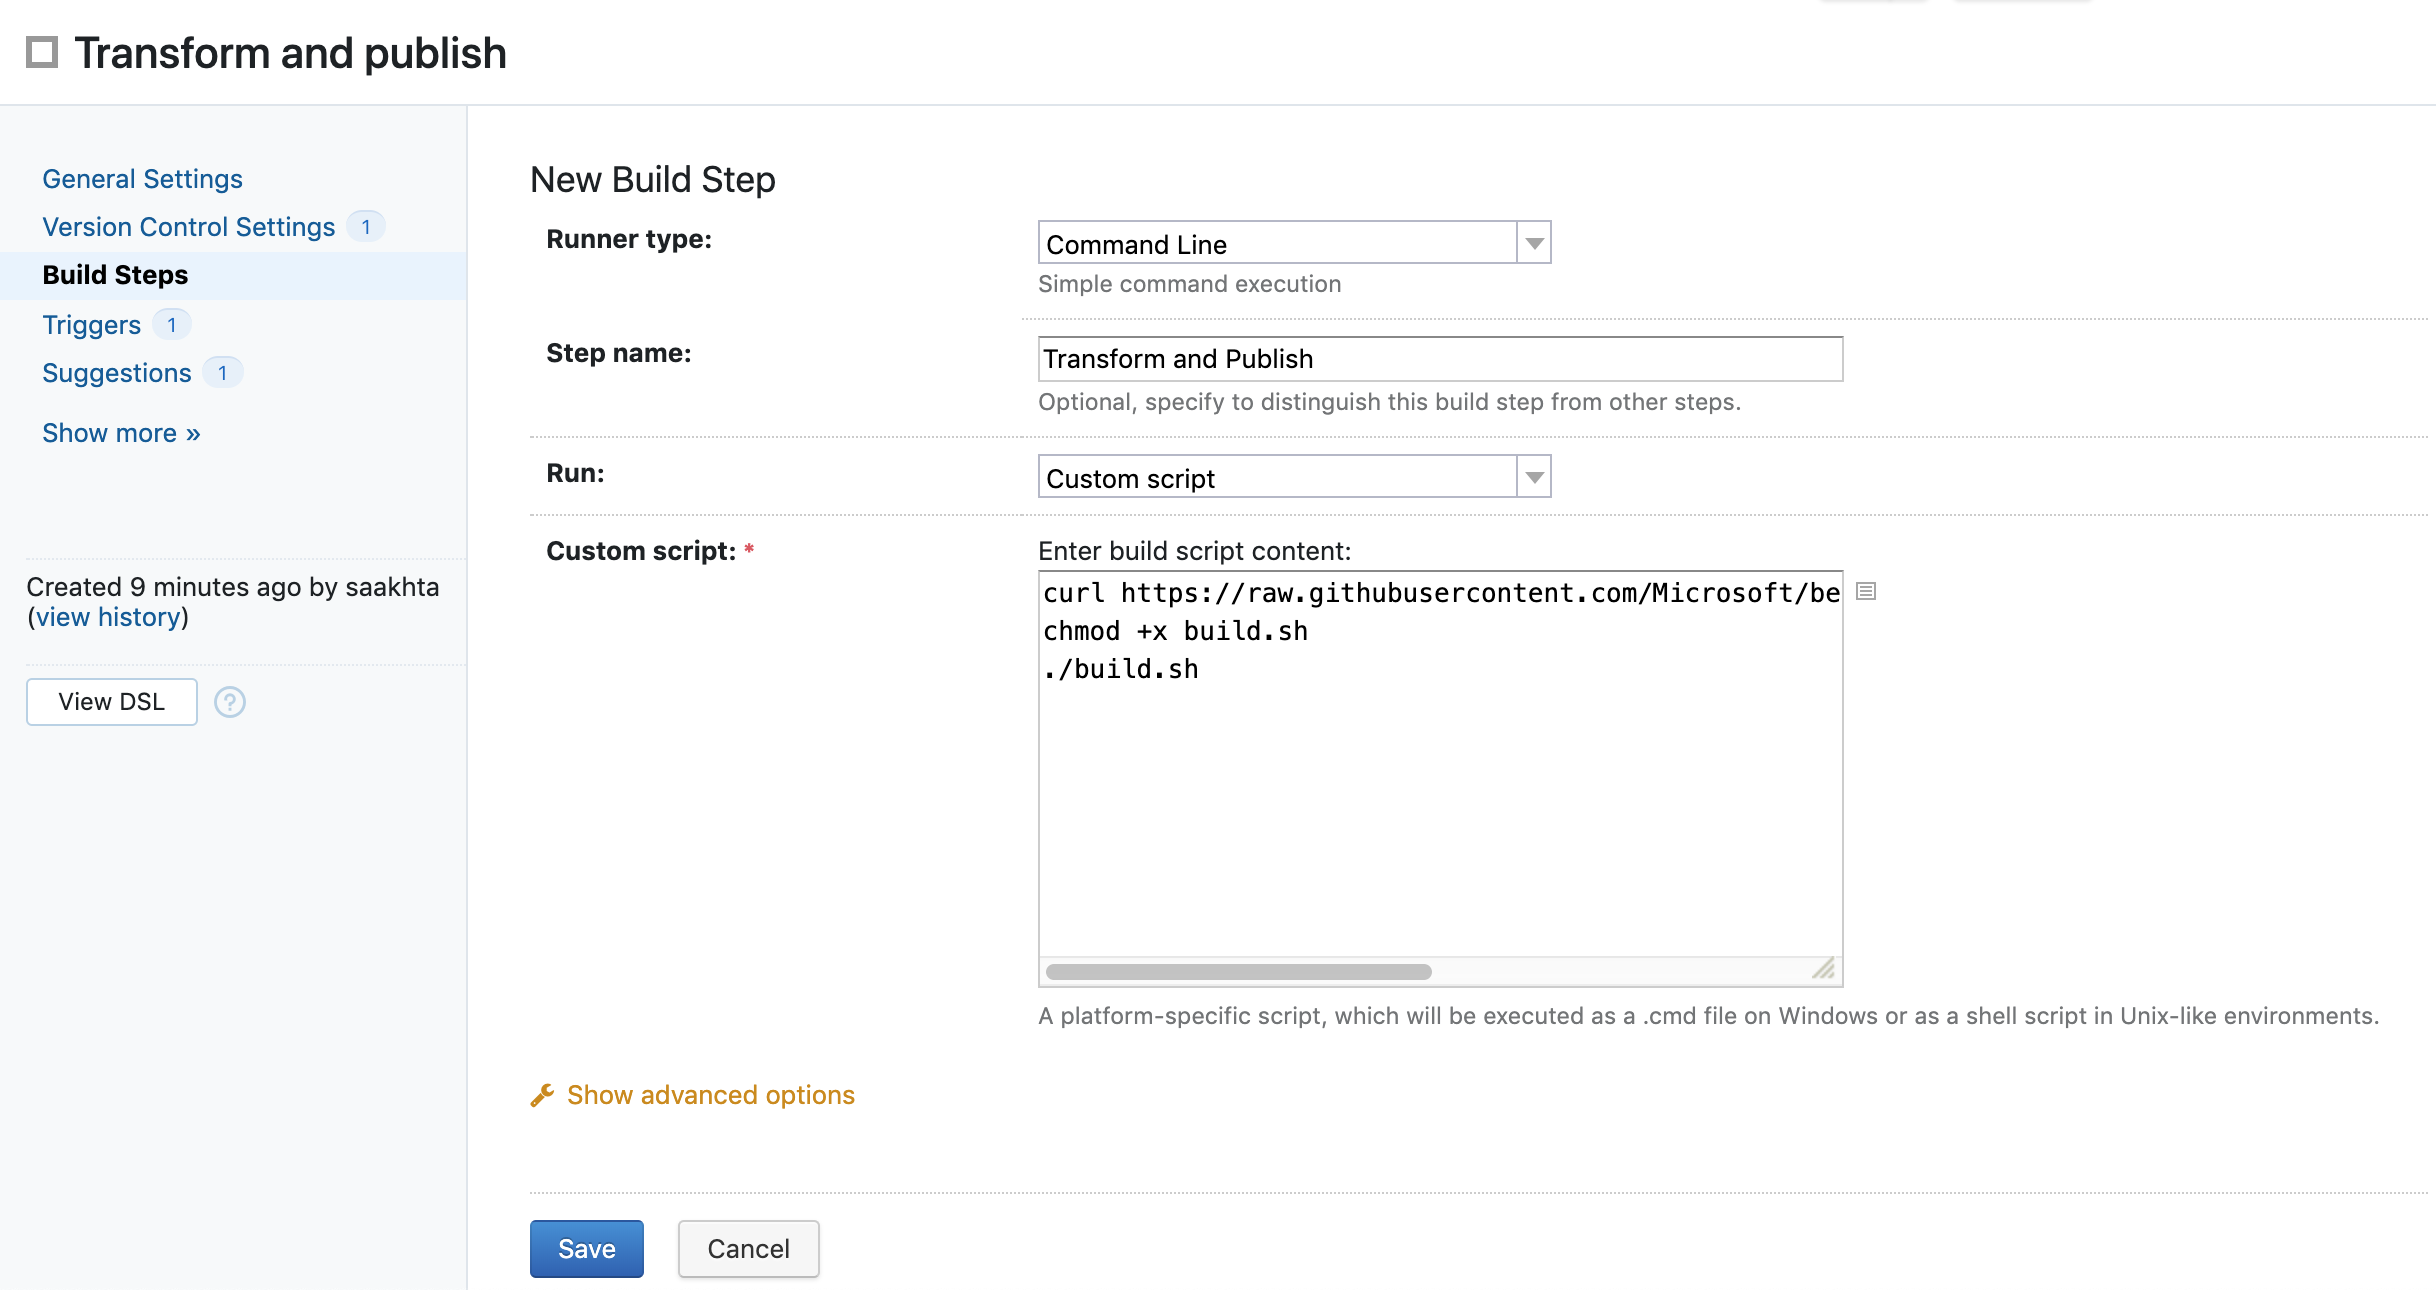 Transform and publish
General Settings
Version Control Settings 1
Build Steps
Triggers 1
Suggestions 1
Show more »
Created 9 minutes ago by saakhta
(view history)
View DSL ?
New Build Step
Runner type:
Command Line
Simple command execution
Step name:
Transform and Publish
Optional, specify to distinguish this build step from other steps.
Run:
Custom script
Custom script: *
Enter build script content:
curl https://raw.githubusercontent.com/Microsoft/be
chmod +x build.sh
./build.sh
A platform-specific script, which will be executed as a .cmd file on Windows or as a shell script in Unix-like environments.
Show advanced options
Save
Cancel